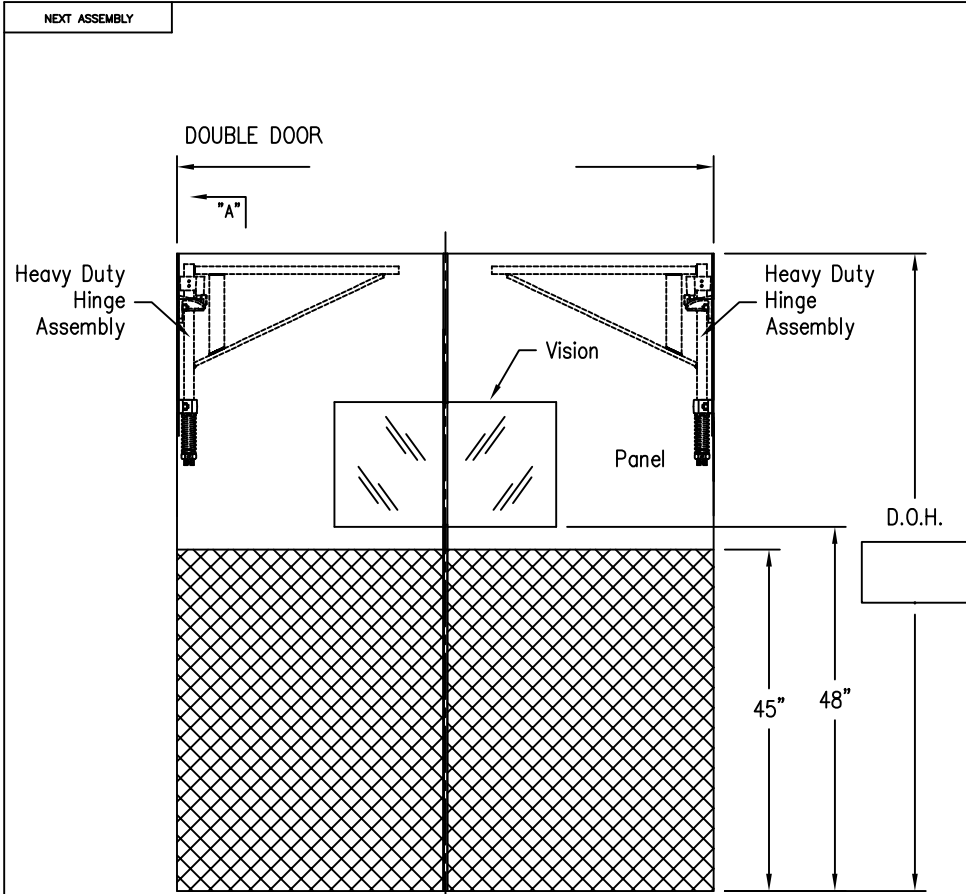 NEXT ASSEMBLY
DOUBLE DOOR
"A"
Heavy Duty
Hinge
Assembly
Heavy Duty
Hinge
Assembly
Vision
Panel
D.O.H.
45"
48"